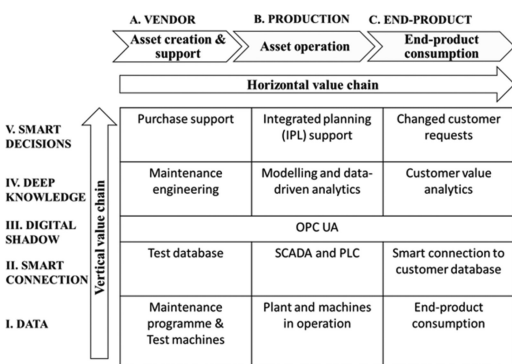 A. VENDOR
B. PRODUCTION
C. END-PRODUCT
Asset creation &
support
Asset operation
End-product
consumption
Horizontal value chain
Vertical value chain
V. SMART
DECISIONS
Purchase support
Integrated planning
(IPL) support
Changed customer
requests
IV. DEEP
KNOWLEDGE
Maintenance
engineering
Modelling and data-
driven analytics
Customer value
analytics
III. DIGITAL
SHADOW
OPC UA
II. SMART
CONNECTION
Test database
SCADA and PLC
Smart connection to
customer database
I. DATA
Maintenance
programme &
Test machines
Plant and machines
in operation
End-product
consumption